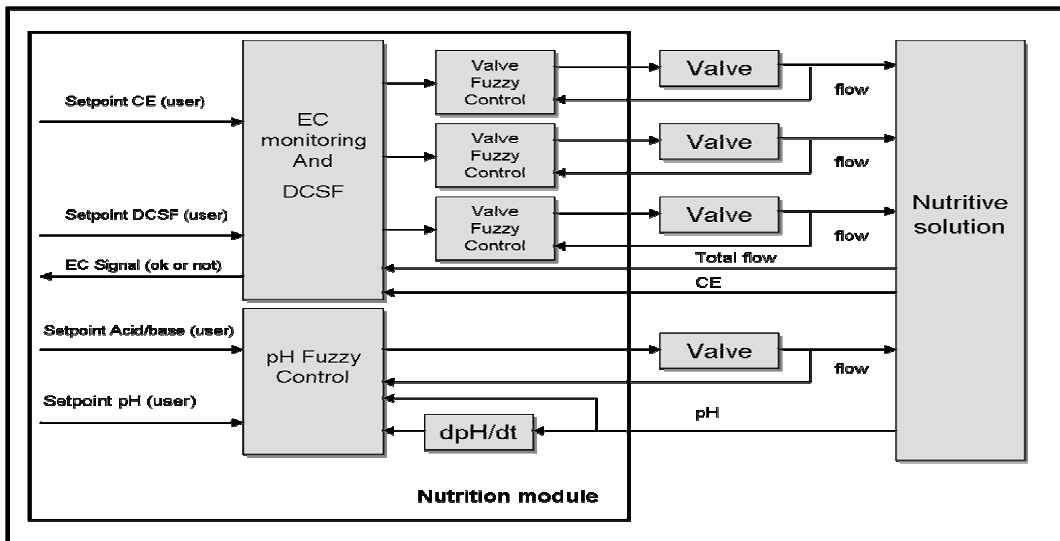 Setpoint CE (user)
Setpoint DCSF (user)
EC Signal (ok or not)
Setpoint Acid/base (user)
Setpoint pH (user)
EC
monitoring
And
DCSF
pH Fuzzy
Control
Valve
Fuzzy
Control
Valve
Fuzzy
Control
Valve
Fuzzy
Control
Valve
flow
Valve
flow
Valve
flow
Total flow
CE
Valve
flow
pH
dpH/dt
Nutritive
solution
Nutrition module